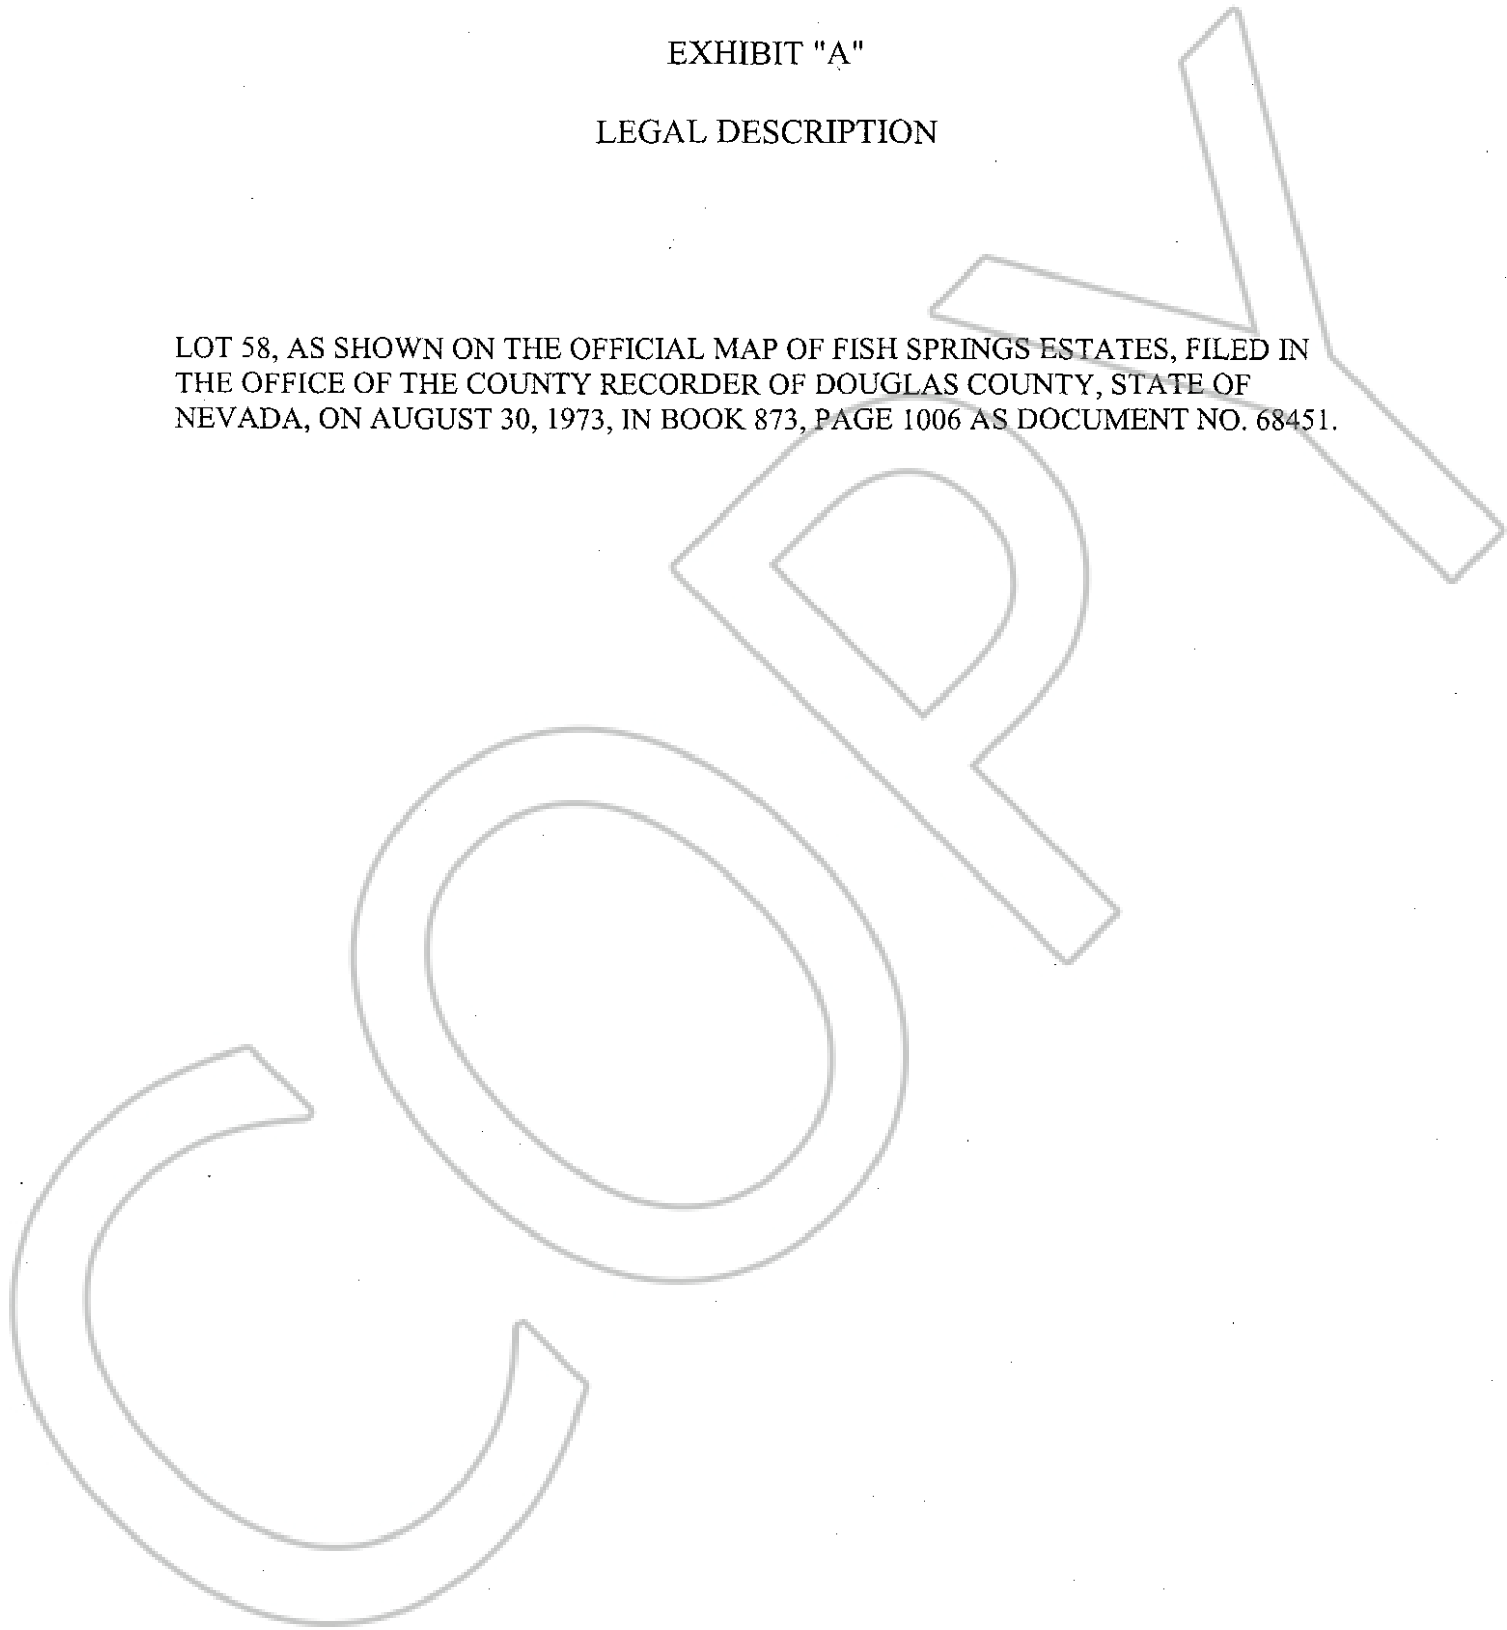 EXHIBIT "A"
LEGAL DESCRIPTION
LOT 58, AS SHOWN ON THE OFFICIAL MAP OF FISH SPRINGS ESTATES, FILED IN
THE OFFICE OF THE COUNTY RECORDER OF DOUGLAS COUNTY, STATE OF
NEVADA, ON AUGUST 30, 1973, IN BOOK 873, PAGE 1006 AS DOCUMENT NO. 68451.
COPY